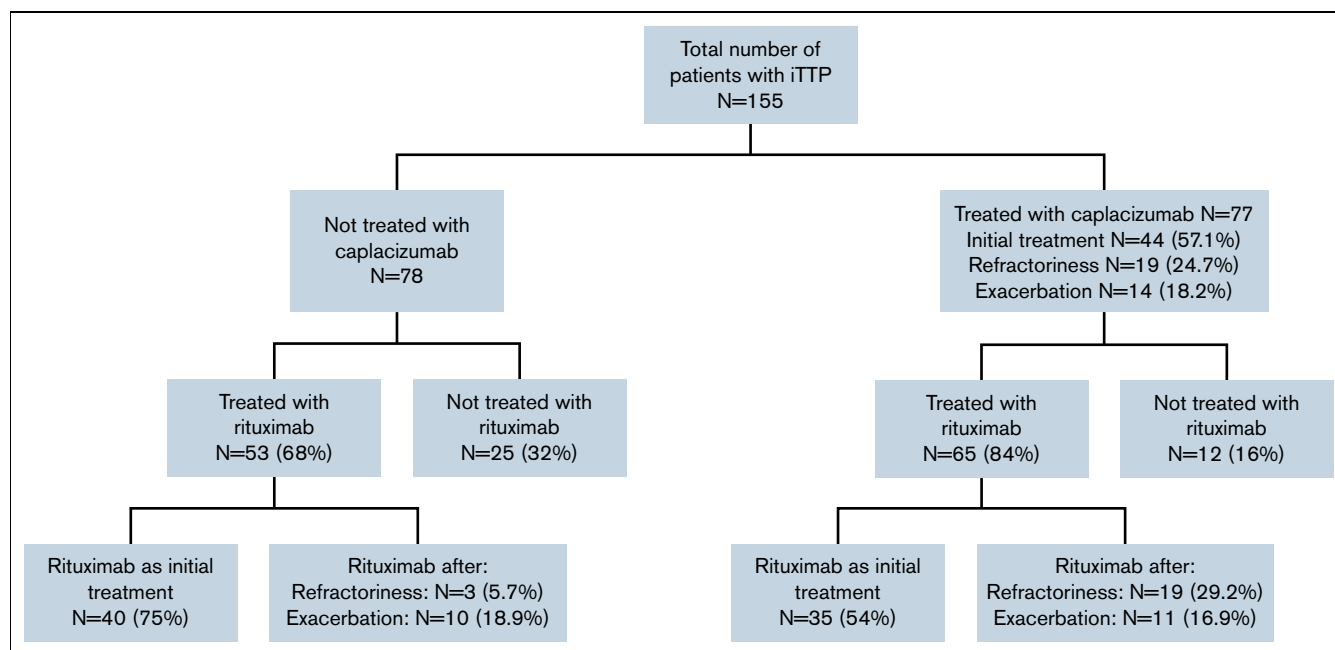 Total number of
patients with iTTP
N=155
Not treated with
caplacizumab
N=78
Treated with caplacizumab N=77
Initial treatment N=44 (57.1%)
Refractoriness N=19 (24.7%)
Exacerbation N=14 (18.2%)
Treated with
rituximab
N=53 (68%)
Not treated with
rituximab
N=25 (32%)
Treated with
rituximab
N=65 (84%)
Not treated with
rituximab
N=12 (16%)
Rituximab as initial
treatment
N=40 (75%)
Rituximab after:
Refractoriness: N=3 (5.7%)
Exacerbation: N=10 (18.9%)
Rituximab as initial
treatment
N=35 (54%)
Rituximab after:
Refractoriness: N=19 (29.2%)
Exacerbation: N=11 (16.9%)